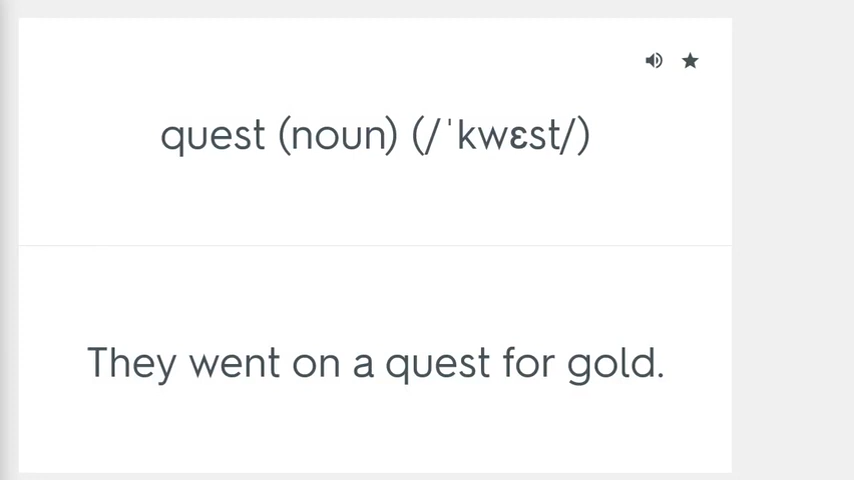 quest (noun) (/ˈkwɛst/)
They went on a quest for gold.